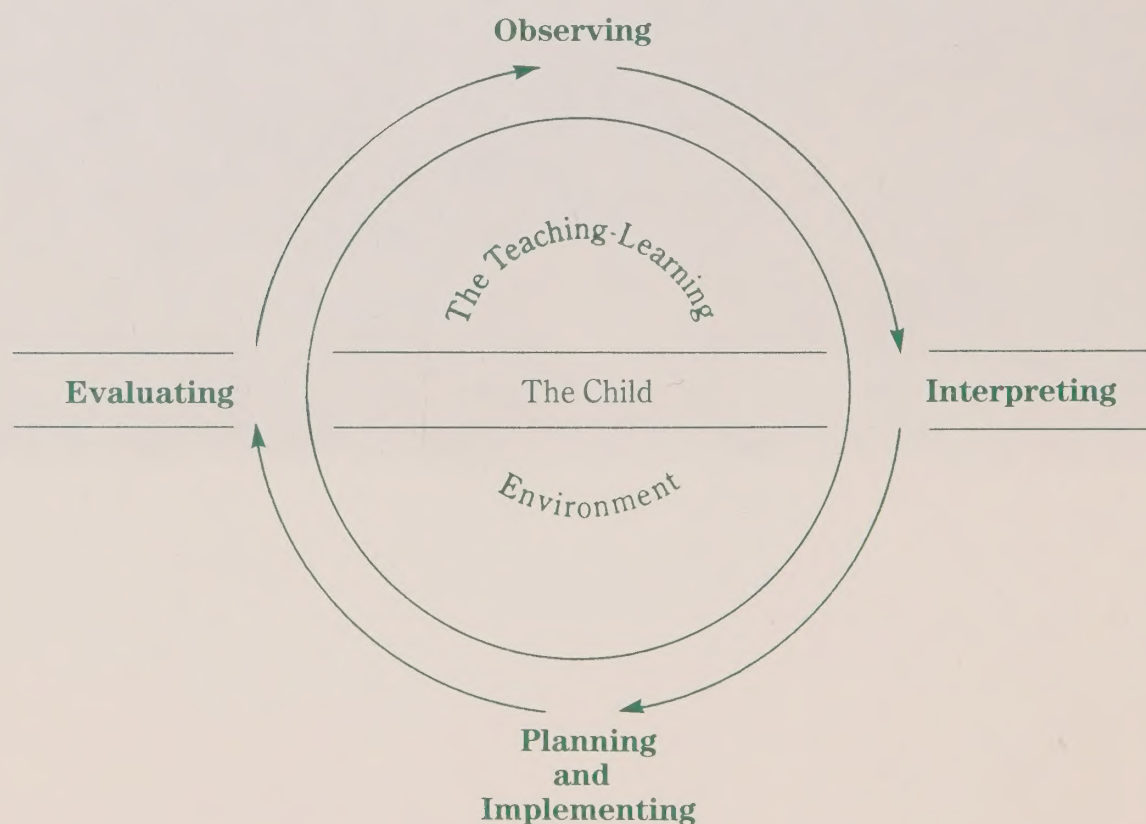 Observing
The Teaching-Learning
Evaluating
The Child
Interpreting
Environment
Planning
and
Implementing